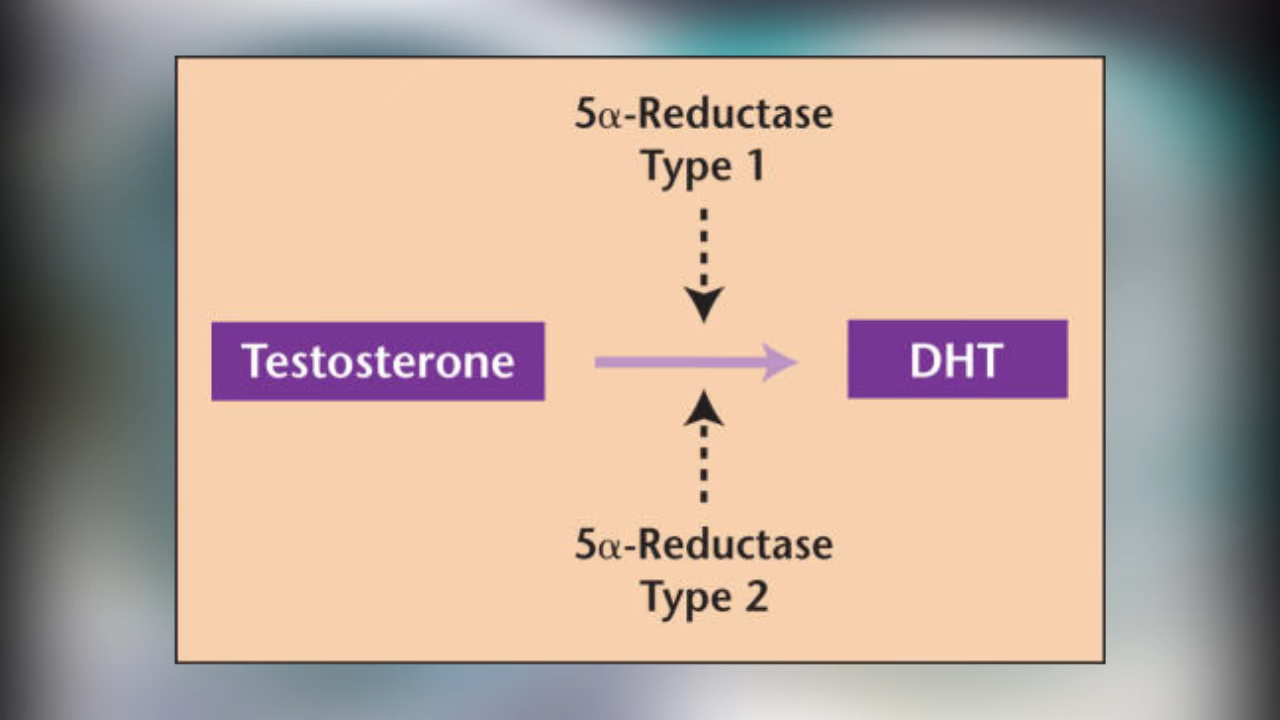 5α-Reductase
Type 1
Testosterone
DHT
5α-Reductase
Type 2